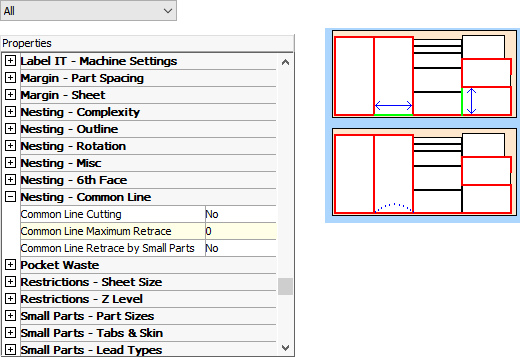 All
Properties
Label IT - Machine Settings
Margin - Part Spacing
Margin - Sheet
Nesting - Complexity
Nesting - Outline
Nesting - Rotation
Nesting - Misc
Nesting - 6th Face
Nesting - Common Line
Common Line Cutting No
Common Line Maximum Retrace 0
Common Line Retrace by Small Parts No
Pocket Waste
Restrictions - Sheet Size
Restrictions - Z Level
Small Parts - Part Sizes
Small Parts - Tabs & Skin
Small Parts - Lead Types